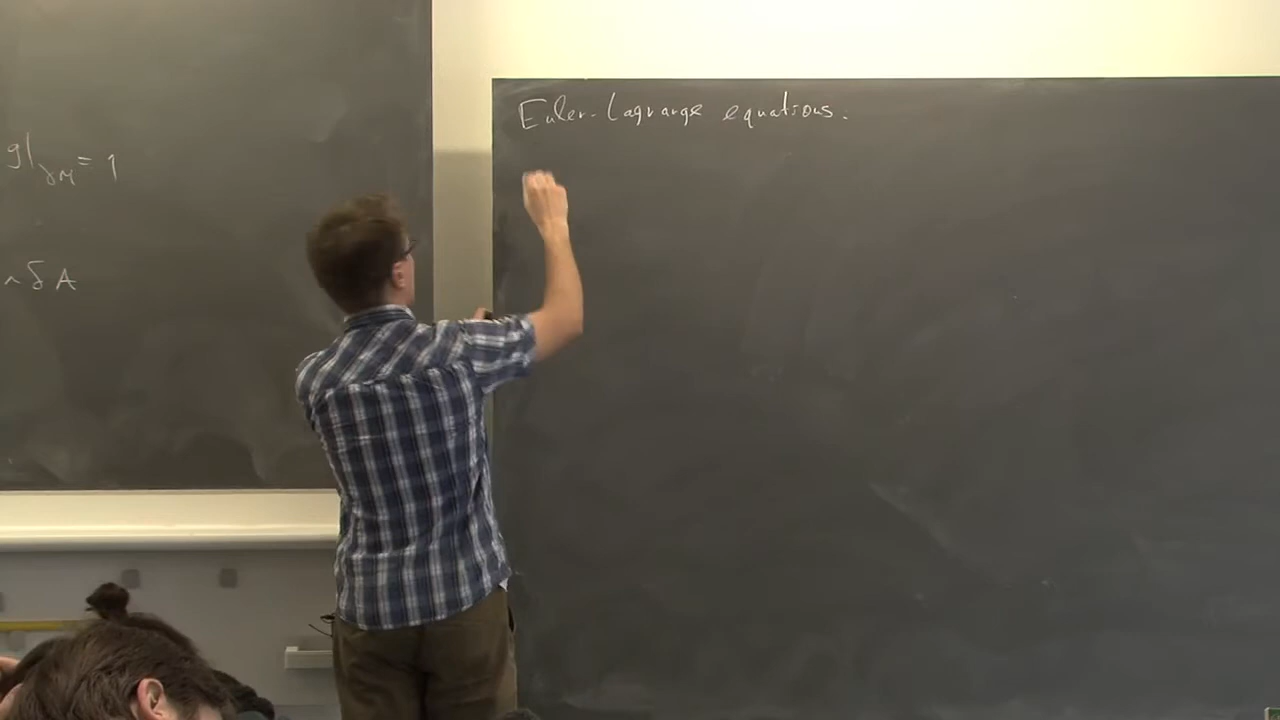 g|∂M = 1
∧ δA
Euler-Lagrange equations.